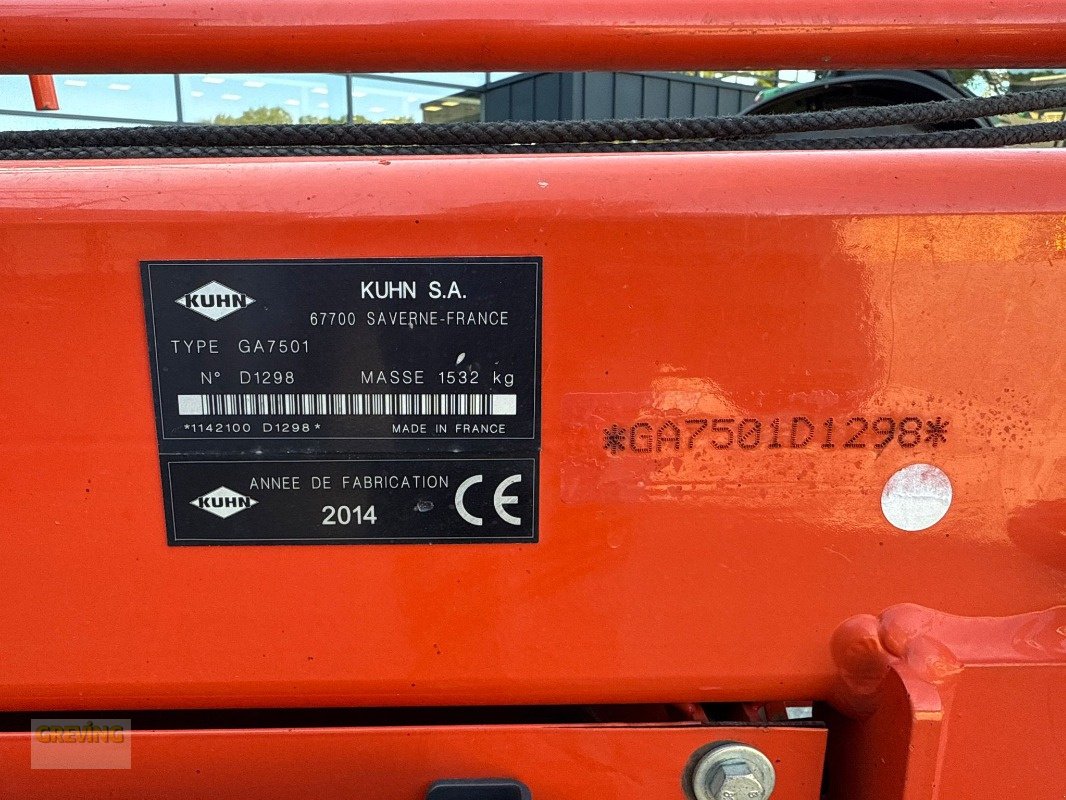 KUHN
KUHN S.A.
67700 SAVERNE-FRANCE
TYPE GA7501
N° D1298 MASSE 1532 kg
*1142100 D1298* MADE IN FRANCE
KUHN
ANNEE DE FABRICATION
2014
CE
*GA7501D1298*
GREVING